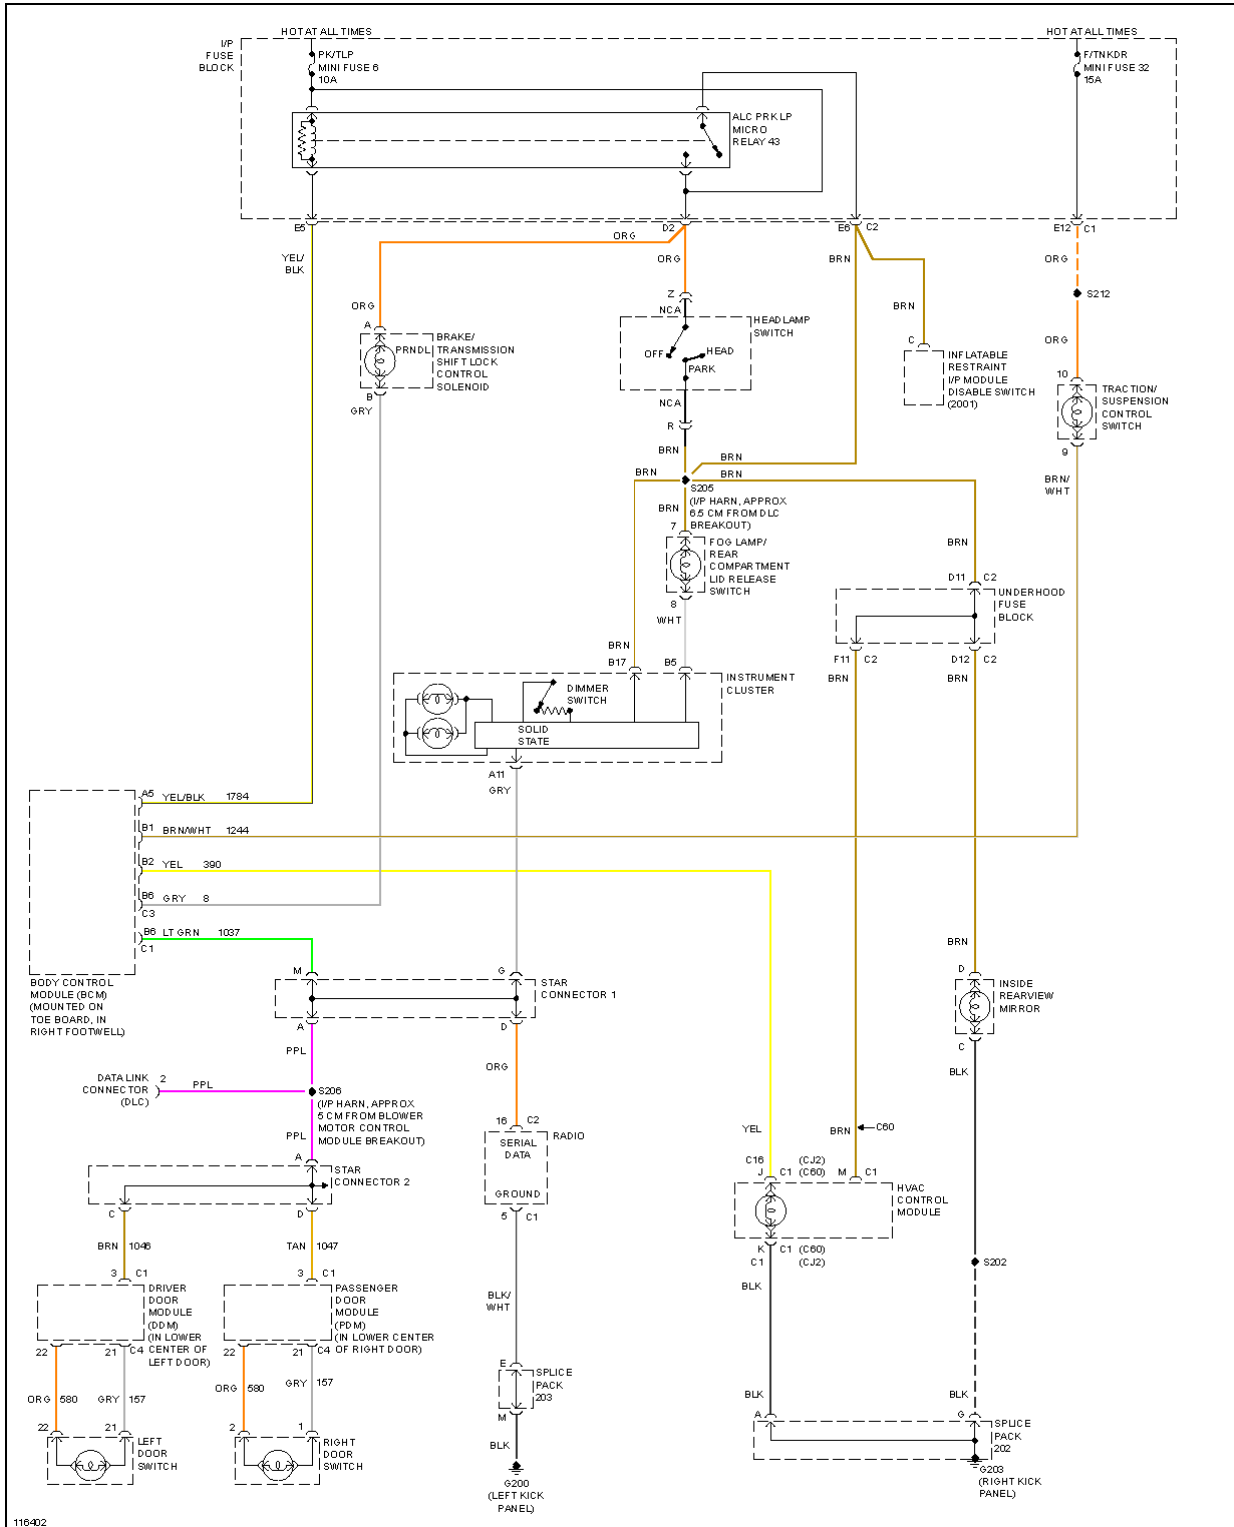 HOT AT ALL TIMES
HOT AT ALL TIMES
I/P
FUSE
BLOCK
PK/TLP
MINI FUSE 6
10A
F/TNKDR
MINI FUSE 32
15A
ALC PRK LP
MICRO
RELAY 43
E5
D2
E6
C2
E12
C1
YEL/
BLK
ORG
ORG
BRN
ORG
BRN
S212
ORG
A
PRNDL
BRAKE/
TRANSMISSION
SHIFT LOCK
CONTROL
SOLENOID
B
GRY
Z
NCA
HEADLAMP
SWITCH
OFF
HEAD
PARK
NCA
R
BRN
C
INFLATABLE
RESTRAINT
I/P MODULE
DISABLE SWITCH
(2001)
ORG
10
TRACTION/
SUSPENSION
CONTROL
SWITCH
9
BRN/
WHT
BRN
BRN
BRN
S205
(I/P HARN, APPROX
6.5 CM FROM DLC
BREAKOUT)
BRN
7
FOG LAMP/
REAR
COMPARTMENT
LID RELEASE
SWITCH
8
WHT
BRN
D11
C2
UNDERHOOD
FUSE
BLOCK
F11
C2
D12
C2
BRN
BRN
BRN
B17
B5
INSTRUMENT
CLUSTER
DIMMER
SWITCH
SOLID
STATE
A11
GRY
A5
YEL/BLK
1784
B1
BRN/WHT
1244
B2
YEL
390
B6
GRY
8
C3
B6
LT GRN
1037
C1
BODY CONTROL
MODULE (BCM)
(MOUNTED ON
TOE BOARD, IN
RIGHT FOOTWELL)
M
G
STAR
CONNECTOR 1
A
D
PPL
ORG
BRN
D
INSIDE
REARVIEW
MIRROR
C
BLK
DATA LINK
CONNECTOR
(DLC)
2
PPL
S206
(I/P HARN, APPROX
5 CM FROM BLOWER
MOTOR CONTROL
MODULE BREAKOUT)
PPL
A
STAR
CONNECTOR 2
C
D
16
C2
SERIAL
DATA
RADIO
GROUND
5
C1
YEL
BRN
C60
C16
(CJ2)
J
C1
(C60)
M
C1
HVAC
CONTROL
MODULE
K
C1
(C60)
C1
(CJ2)
BLK
S202
BRN
1046
TAN
1047
3
C1
3
C1
DRIVER
DOOR
MODULE
(DDM)
(IN LOWER
CENTER OF
LEFT DOOR)
PASSENGER
DOOR
MODULE
(PDM)
(IN LOWER CENTER
OF RIGHT DOOR)
22
21
C4
22
21
C4
ORG
580
GRY
157
ORG
580
GRY
157
22
21
2
1
LEFT
DOOR
SWITCH
RIGHT
DOOR
SWITCH
BLK/
WHT
E
SPLICE
PACK
203
M
BLK
G200
(LEFT KICK
PANEL)
BLK
BLK
A
G
SPLICE
PACK
202
G203
(RIGHT KICK
PANEL)
116402